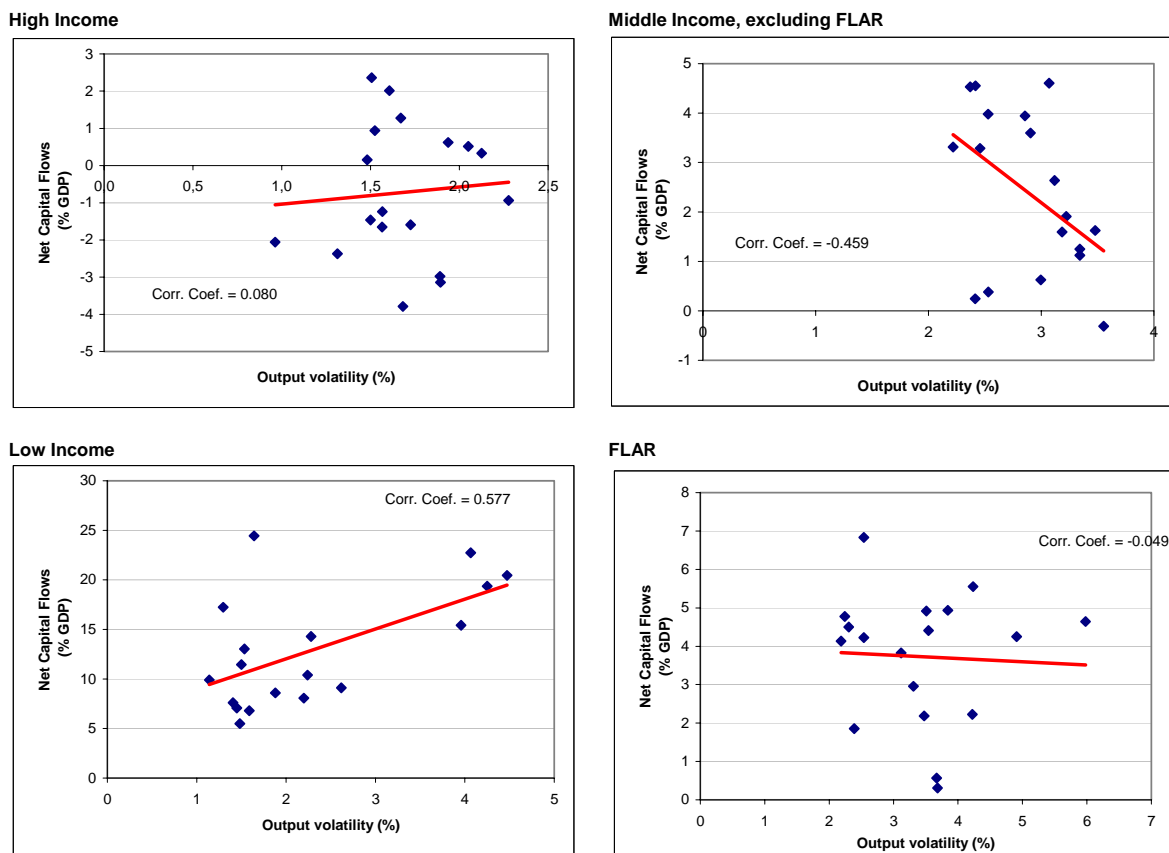 High Income
Net Capital Flows
(% GDP)
3
2
1
0
-1
-2
-3
-4
-5
0,0 0,5 1,0 1,5 2,0 2,5
Corr. Coef. = 0.080
Output volatility (%)
Middle Income, excluding FLAR
Net Capital Flows
(% GDP)
5
4
3
2
1
0
-1
0 1 2 3 4
Corr. Coef. = -0.459
Output volatility (%)
Low Income
Net Capital Flows
(% GDP)
30
25
20
15
10
5
0
0 1 2 3 4 5
Corr. Coef. = 0.577
Output volatility (%)
FLAR
Net Capital Flows
(% GDP)
8
7
6
5
4
3
2
1
0
0 1 2 3 4 5 6 7
Corr. Coef. = -0.049
Output volatility (%)